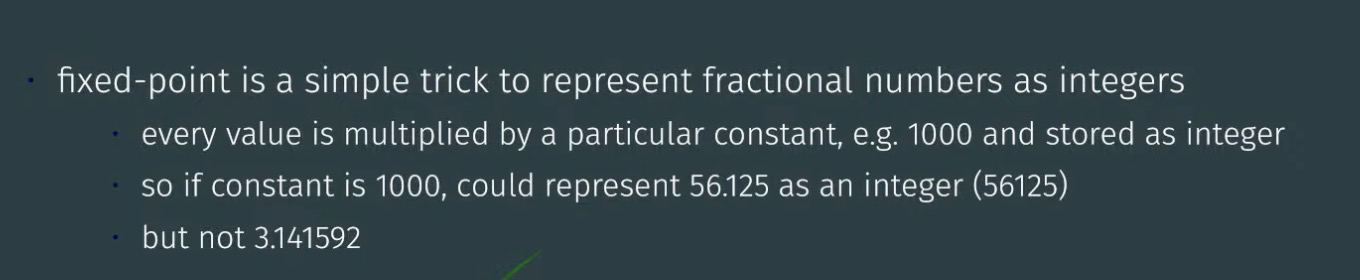 fixed-point is a simple trick to represent fractional numbers as integers
every value is multiplied by a particular constant, e.g. 1000 and stored as integer
so if constant is 1000, could represent 56.125 as an integer (56125)
but not 3.141592